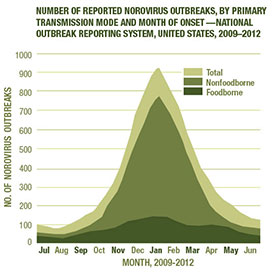 NUMBER OF REPORTED NOROVIRUS OUTBREAKS, BY PRIMARY
TRANSMISSION MODE AND MONTH OF ONSET—NATIONAL
OUTBREAK REPORTING SYSTEM, UNITED STATES, 2009–2012
NO. OF NOROVIRUS OUTBREAKS
1000
900
800
700
600
500
400
300
200
100
0
Total
Nonfoodborne
Foodborne
Jul Aug Sep Oct Nov Dec Jan Feb Mar Apr May Jun
MONTH, 2009-2012